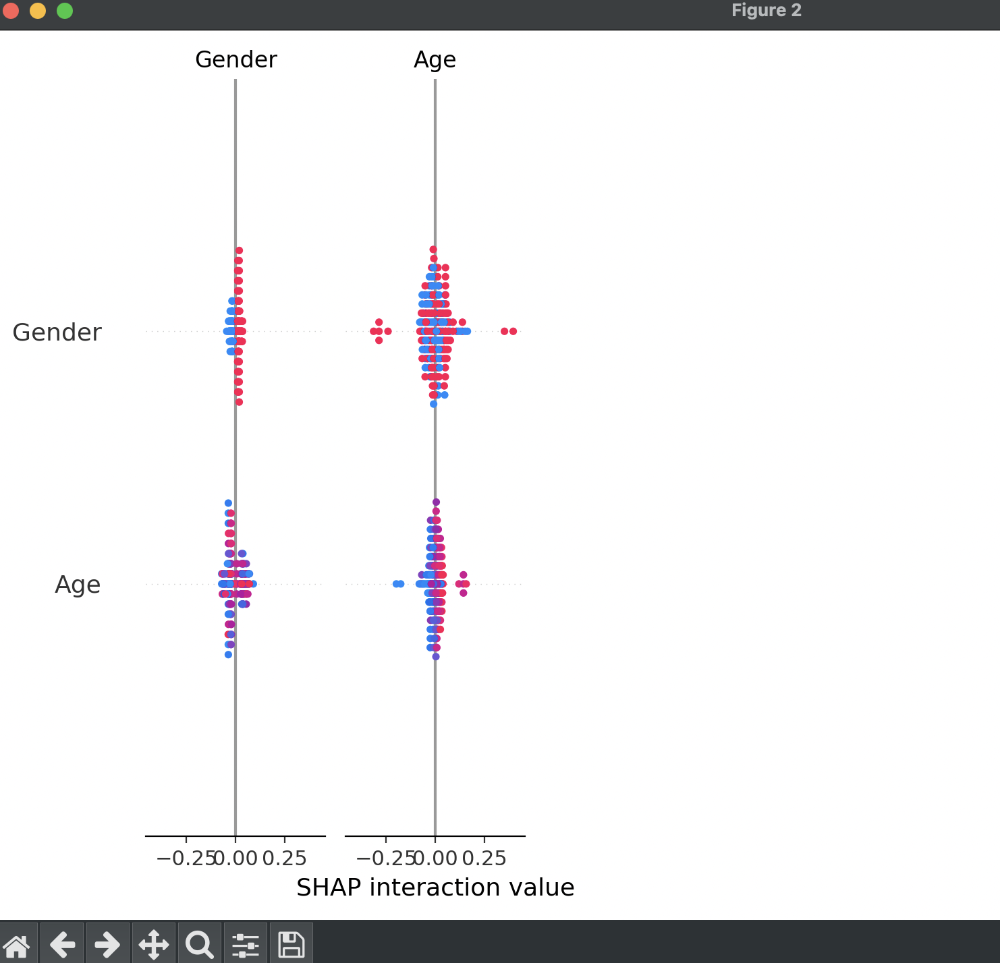 Figure 2
Gender Age
Gender
Age
−0.25 0.00 0.25 −0.25 0.00 0.25
SHAP interaction value